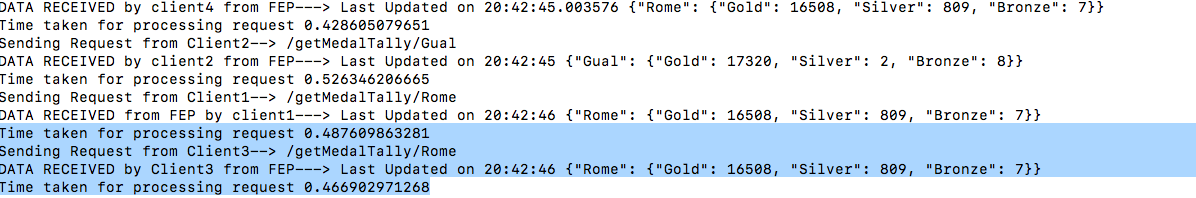 DATA RECEIVED by client4 from FEP---> Last Updated on 20:42:45.003576 {"Rome": {"Gold": 16508, "Silver": 809, "Bronze": 7}}
Time taken for processing request 0.428605079651
Sending Request from Client2--> /getMedalTally/Gual
DATA RECEIVED by client2 from FEP---> Last Updated on 20:42:45 {"Gual": {"Gold": 17320, "Silver": 2, "Bronze": 8}}
Time taken for processing request 0.526346206665
Sending Request from Client1--> /getMedalTally/Rome
DATA RECEIVED from FEP by client1---> Last Updated on 20:42:46 {"Rome": {"Gold": 16508, "Silver": 809, "Bronze": 7}}
Time taken for processing request 0.487609863281
Sending Request from Client3--> /getMedalTally/Rome
DATA RECEIVED by Client3 from FEP---> Last Updated on 20:42:46 {"Rome": {"Gold": 16508, "Silver": 809, "Bronze": 7}}
Time taken for processing request 0.466902971268